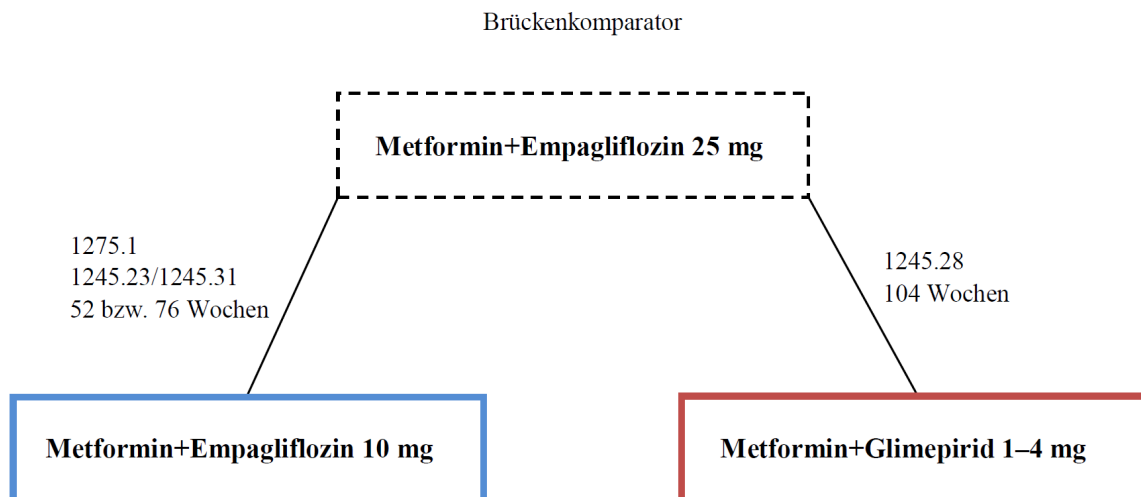 Brückenkomparator
Metformin+Empagliflozin 25 mg
1275.1
1245.23/1245.31
52 bzw. 76 Wochen
1245.28
104 Wochen
Metformin+Empagliflozin 10 mg
Metformin+Glimepirid 1–4 mg